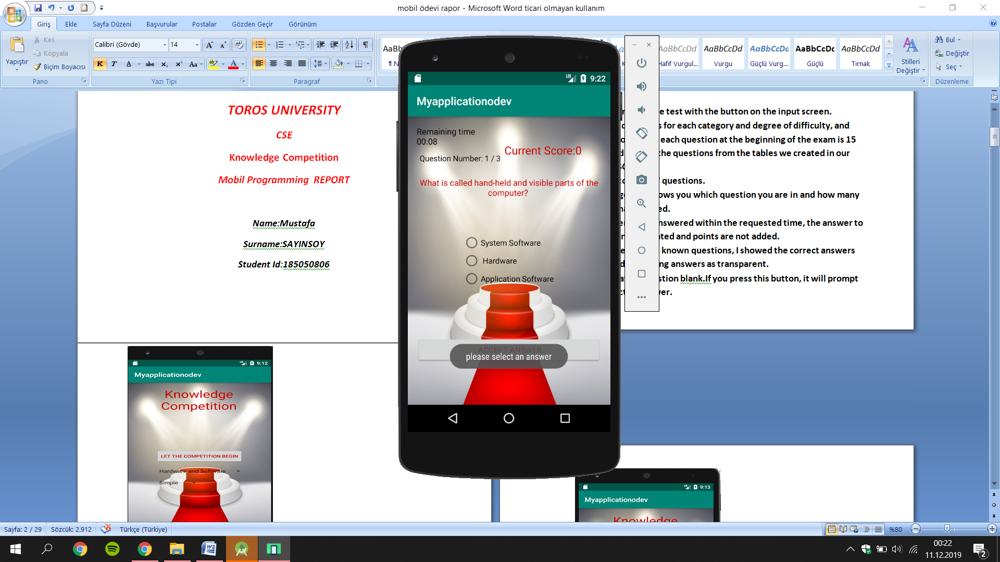 mobil ödevi rapor - Microsoft Word ticari olmayan kullanım
Giriş Ekle Sayfa Düzeni Başvurular Postalar Gözden Geçir Görünüm
Yapıştır
Kes
Kopyala
Biçim Boyacısı
Pano
Calibri (Gövde) 14
K T A abc x₂ x² Aa ab A
Yazı Tipi
Paragraf
AaBb
¶ N
AaBbCcDd AaBbCcDd AaBbCcDc AaBbCcDc AaBbCcDd
Hafif Vurgul... Vurgu Güçlü Vurg... Güçlü Tırnak
Stilleri
Değiştir
Bul
Değiştir
Seç
Düzenleme
TOROS UNIVERSITY
CSE
Knowledge Competition
Mobil Programming REPORT
Name:Mustafa
Surname:SAYINSOY
Student Id:185050806
9:12
Myapplicationodev
Knowledge
Competition
LET THE COMPETITION BEGIN
Hardware and Software
Simple
LTE 9:22
Myapplicationodev
Remaining time
00:08
Current Score:0
Question Number: 1 / 3
What is called hand-held and visible parts of the
computer?
System Software
Hardware
Application Software
ACCEPT ANSWER
please select an answer
e test with the button on the input screen.
s for each category and degree of difficulty, and
each question at the beginning of the exam is 15
the questions from the tables we created in our
questions.
ows you which question you are in and how many
ed.
nswered within the requested time, the answer to
ted and points are not added.
known questions, I showed the correct answers
ng answers as transparent.
stion blank.If you press this button, it will prompt
ver.
9:13
Myapplicationodev
Knowledge
Sayfa: 2 / 29 Sözcük: 2.912 Türkçe (Türkiye) %80
00:22
11.12.2019
2